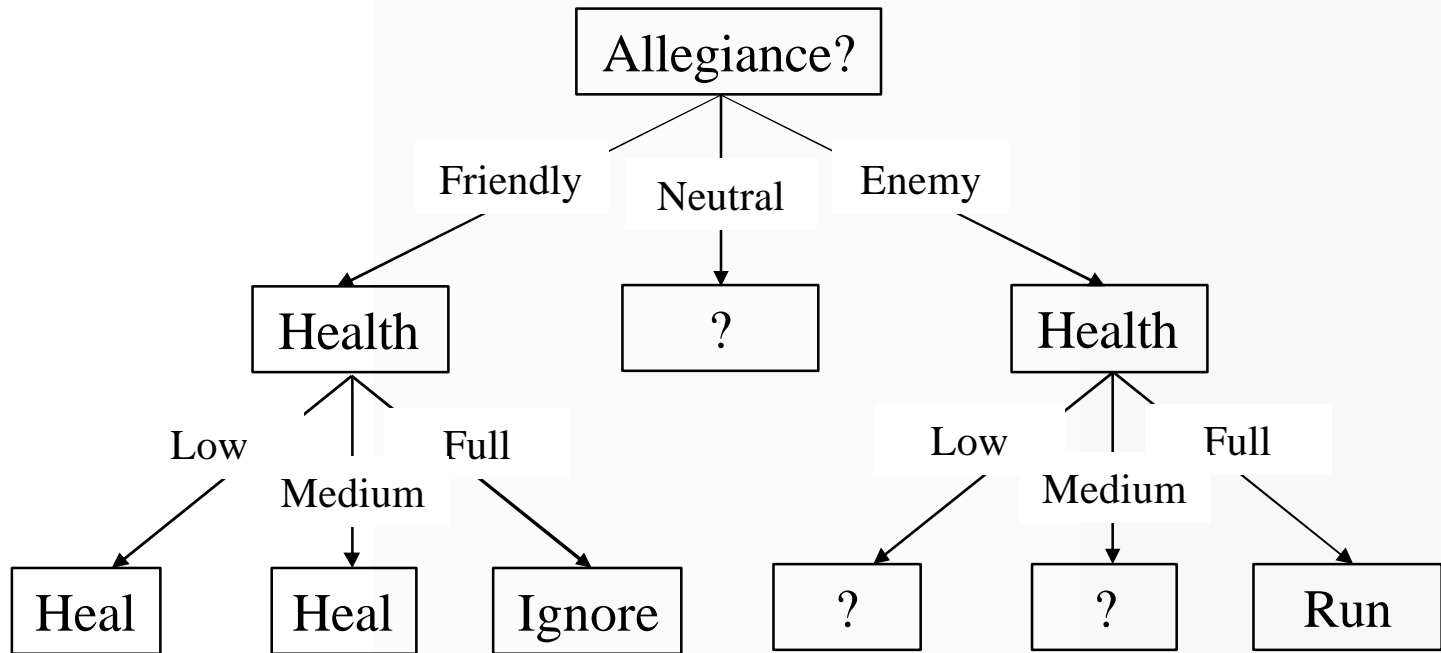 Allegiance?
Friendly
Neutral
Enemy
Health
?
Health
Low
Medium
Full
Low
Medium
Full
Heal
Heal
Ignore
?
?
Run